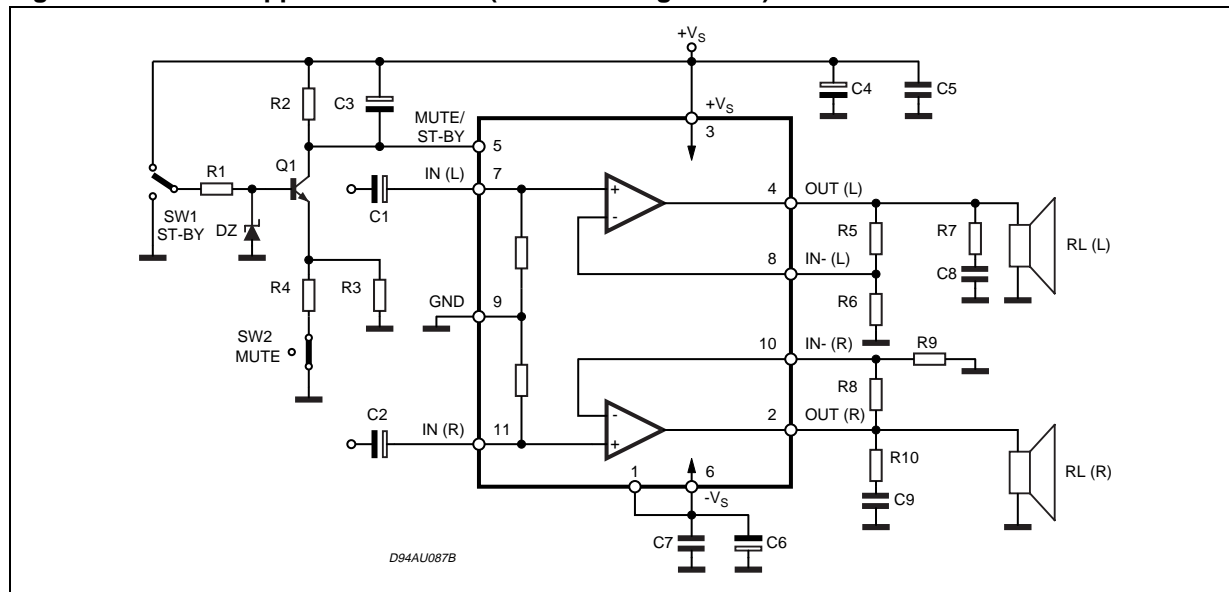 +VS
C4
C5
R2
C3
+VS
MUTE/
ST-BY
3
5
R1
Q1
IN (L)
7
4
OUT (L)
+
-
C1
SW1
ST-BY
DZ
R5
R7
RL (L)
8
IN- (L)
C8
R4
R3
GND
9
R6
SW2
MUTE
10
IN- (R)
R9
R8
C2
IN (R)
11
-
+
2
OUT (R)
R10
RL (R)
1
6
-VS
C9
C7
C6
D94AU087B